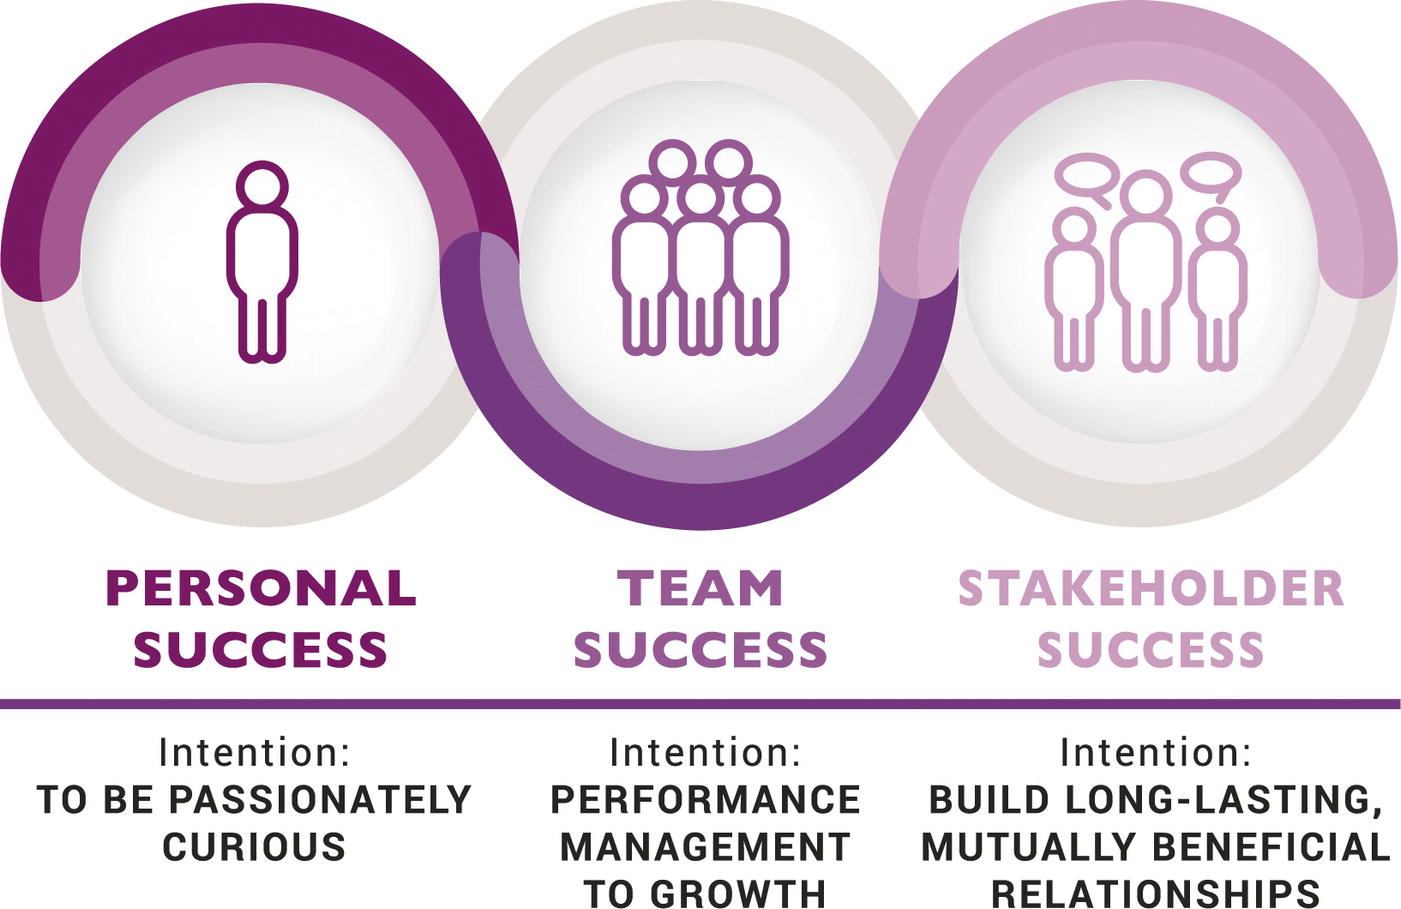 PERSONAL
SUCCESS
TEAM
SUCCESS
STAKEHOLDER
SUCCESS
Intention:
TO BE PASSIONATELY
CURIOUS
Intention:
PERFORMANCE
MANAGEMENT
TO GROWTH
Intention:
BUILD LONG-LASTING,
MUTUALLY BENEFICIAL
RELATIONSHIPS